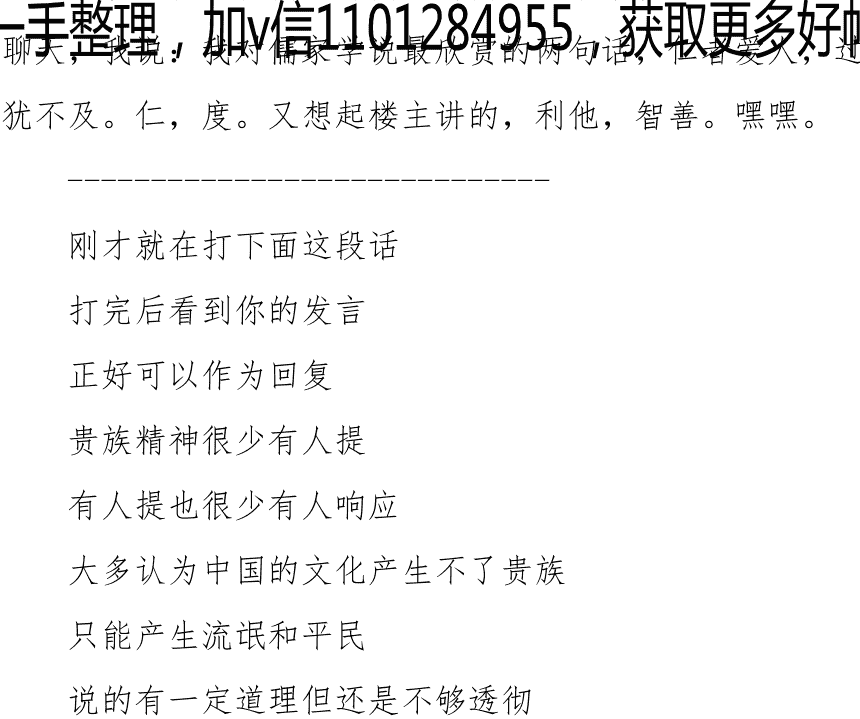 一手整理，加v信1101284955，获取更多好帖
聊天，我说：我对儒家学说最欣赏的两句话，仁者爱人，过
犹不及。仁，度。又想起楼主讲的，利他，智善。嘿嘿。
-----------------------------
刚才就在打下面这段话
打完后看到你的发言
正好可以作为回复
贵族精神很少有人提
有人提也很少有人响应
大多认为中国的文化产生不了贵族
只能产生流氓和平民
说的有一定道理但还是不够透彻